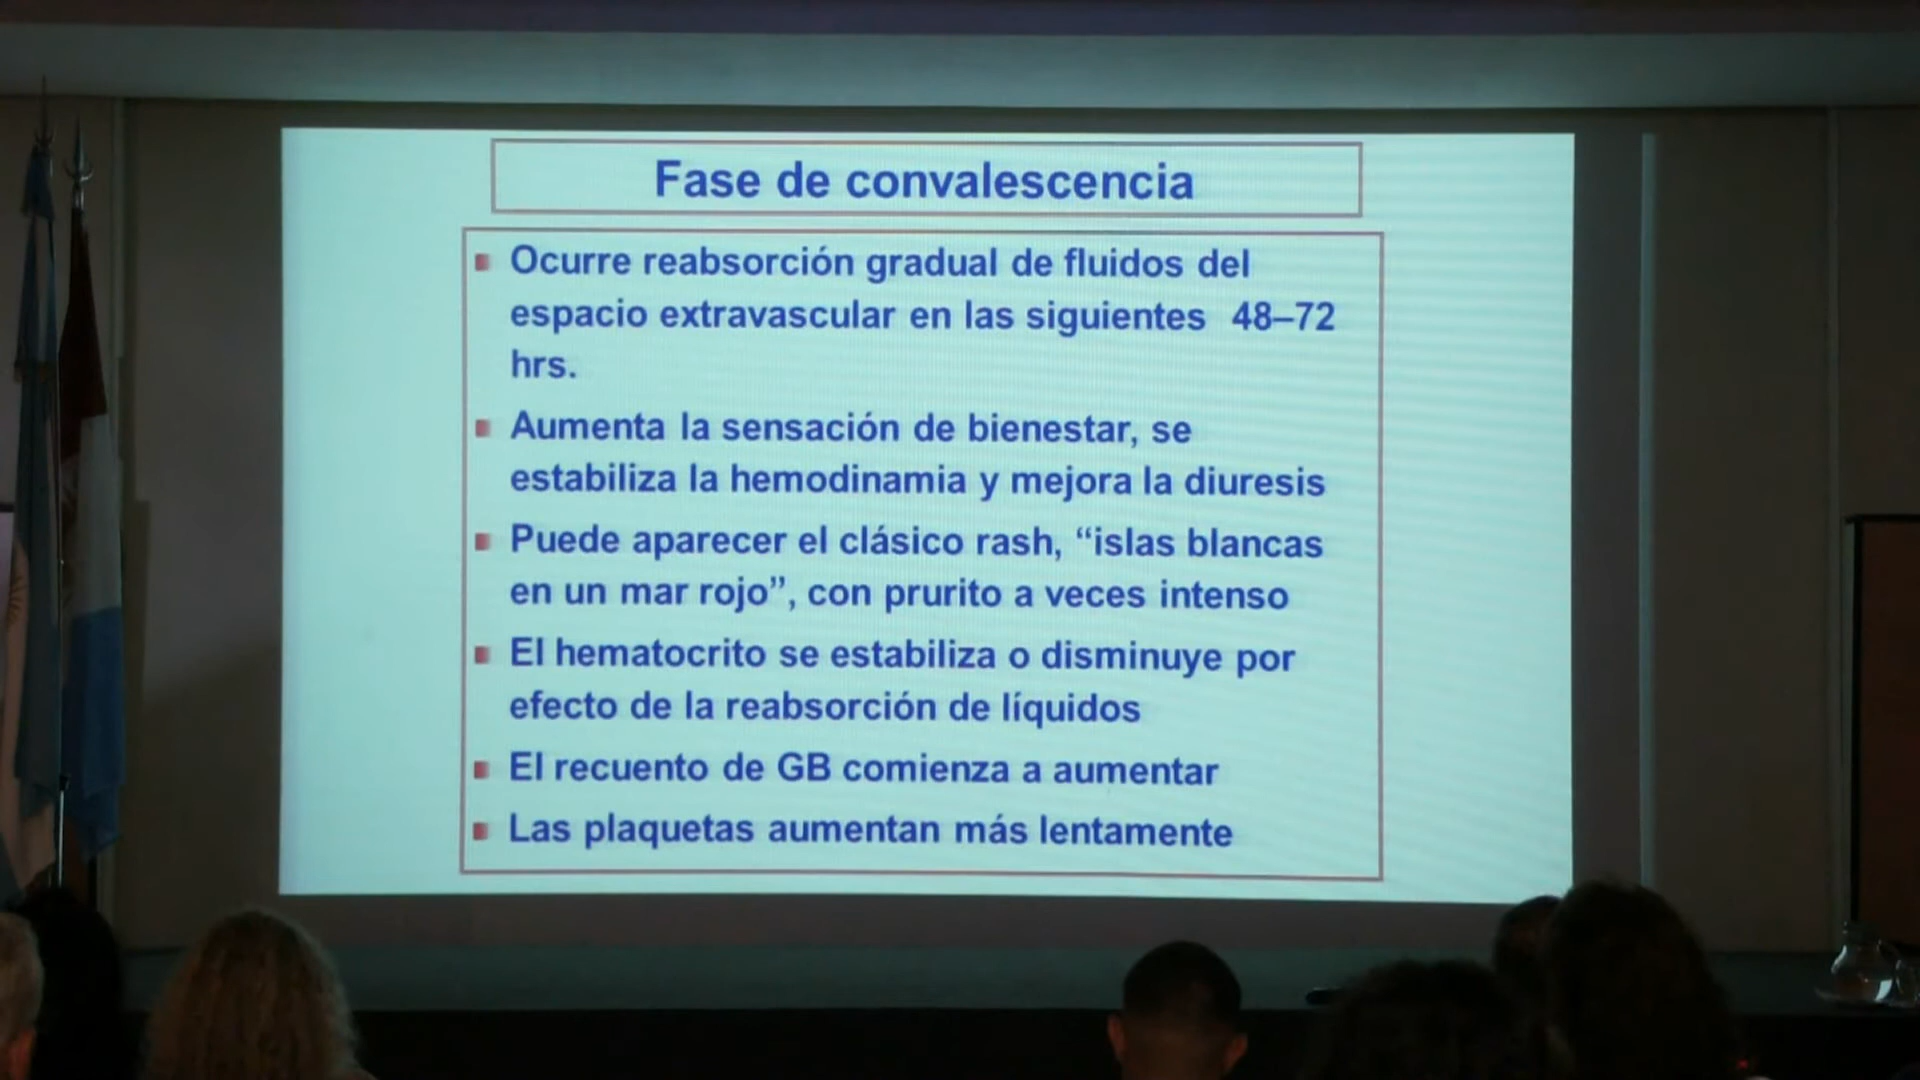 Fase de convalescencia
Ocurre reabsorción gradual de fluidos del
espacio extravascular en las siguientes 48–72
hrs.
Aumenta la sensación de bienestar, se
estabiliza la hemodinamia y mejora la diuresis
Puede aparecer el clásico rash, “islas blancas
en un mar rojo”, con prurito a veces intenso
El hematocrito se estabiliza o disminuye por
efecto de la reabsorción de líquidos
El recuento de GB comienza a aumentar
Las plaquetas aumentan más lentamente